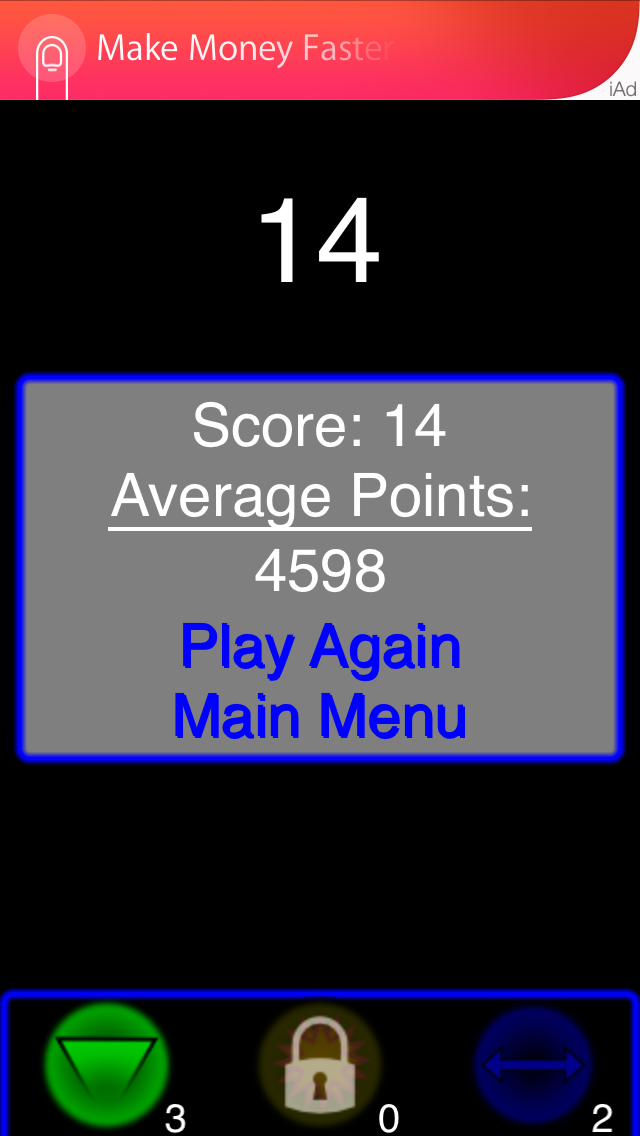 Make Money Faster
iAd
14
Score: 14
Average Points:
4598
Play Again
Main Menu
3
0
2